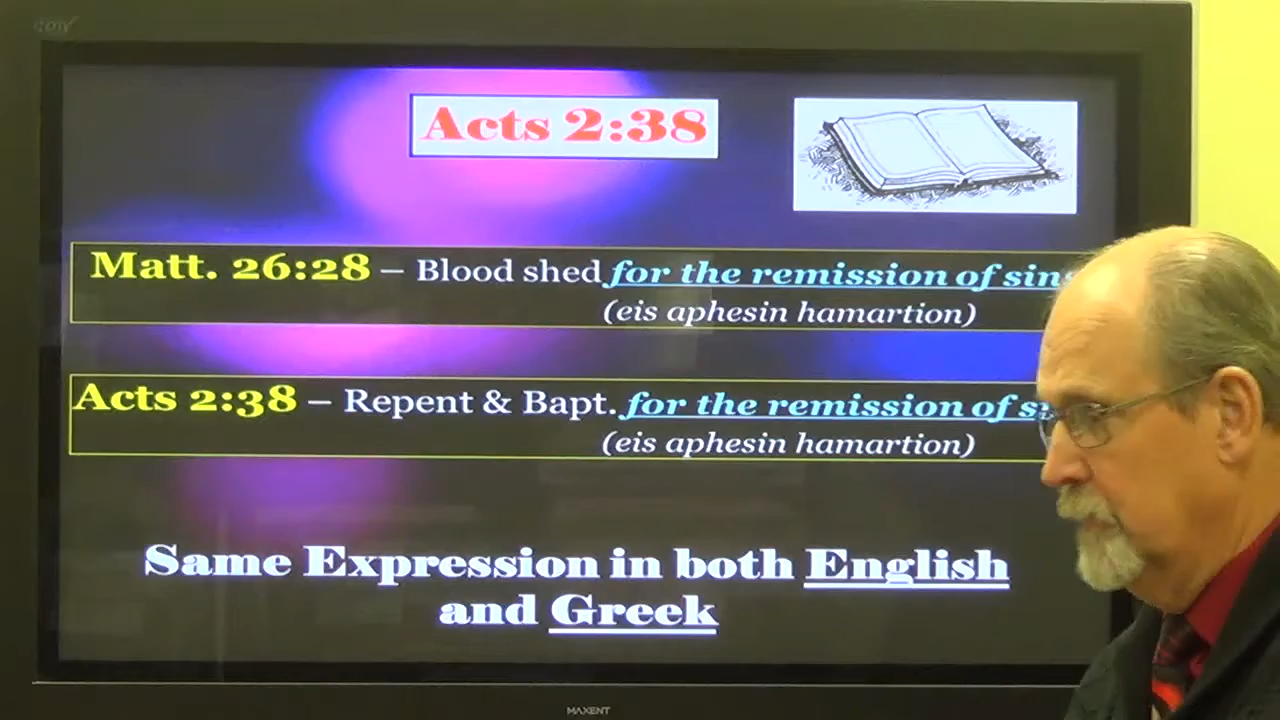 Acts 2:38
Matt. 26:28 – Blood shed for the remission of sins
(eis aphesin hamartion)
Acts 2:38 – Repent & Bapt. for the remission of
(eis aphesin hamartion)
Same Expression in both English
and Greek
MAXENT